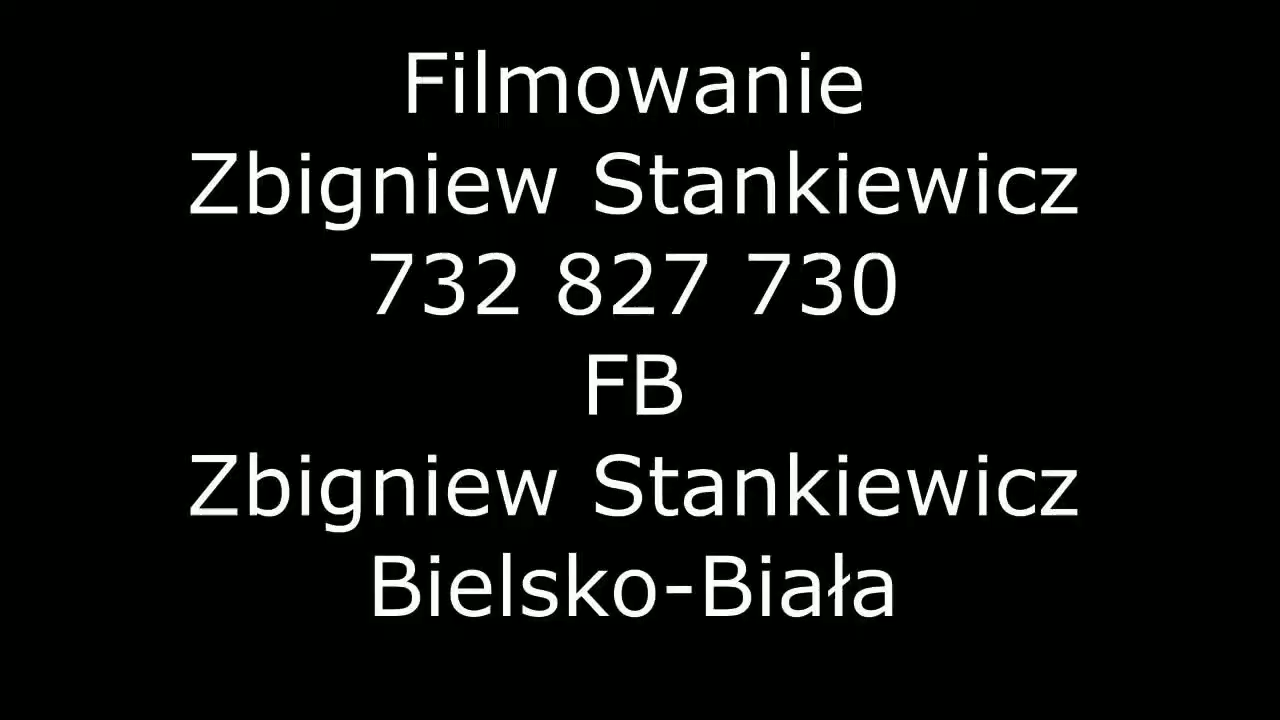 Filmowanie
Zbigniew Stankiewicz
732 827 730
FB
Zbigniew Stankiewicz
Bielsko-Biała